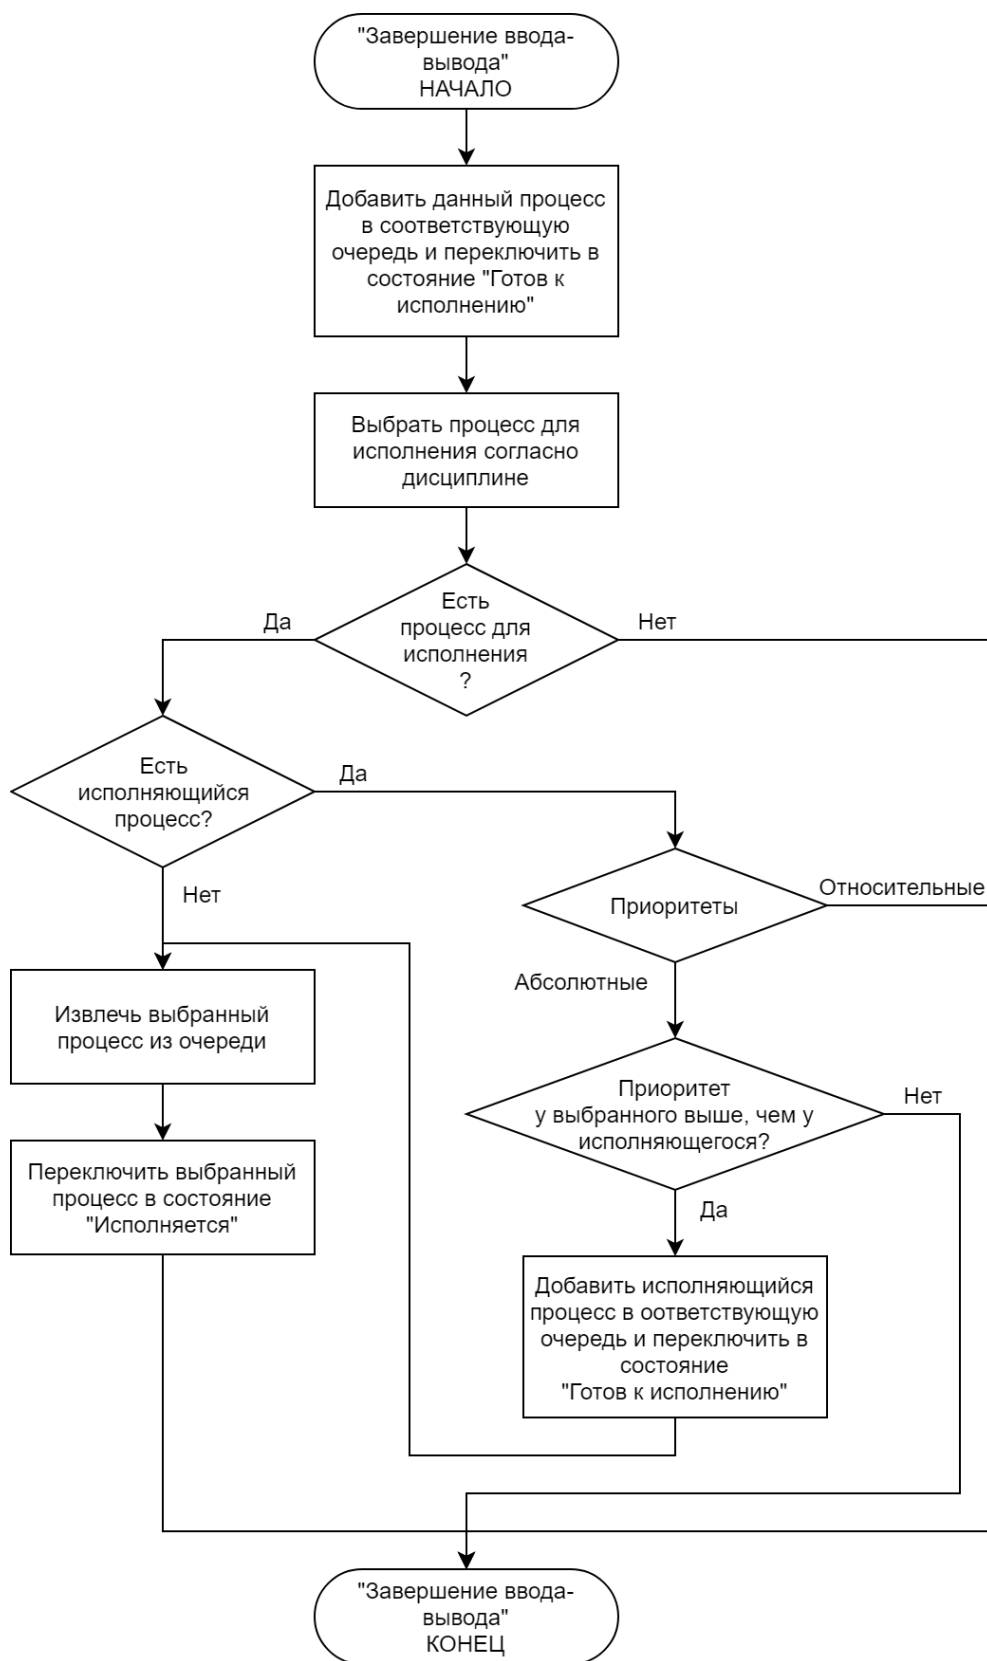 "Завершение ввода-
вывода"
НАЧАЛО
Добавить данный процесс
в соответствующую
очередь и переключить в
состояние "Готов к
исполнению"
Выбрать процесс для
исполнения согласно
дисциплине
Есть
процесс для
исполнения
?
Да
Нет
Есть
исполняющийся
процесс?
Да
Нет
Приоритеты
Относительные
Абсолютные
Извлечь выбранный
процесс из очереди
Приоритет
у выбранного выше, чем у
исполняющегося?
Нет
Да
Переключить выбранный
процесс в состояние
"Исполняется"
Добавить исполняющийся
процесс в оответствующую
очередь и переключить в
состояние
"Готов к исполнению"
"Завершение ввода-
вывода"
КОНЕЦ